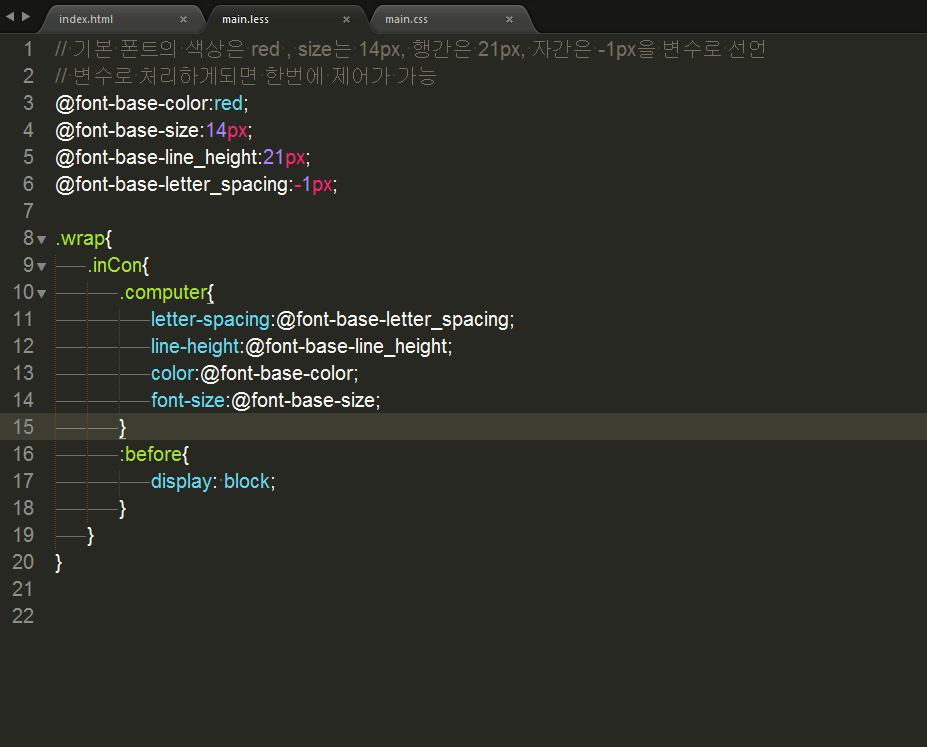 index.html × main.less × main.css ×
1 // 기본 폰트의 색상은 red , size는 14px, 행간은 21px, 자간은 -1px을 변수로 선언
2 // 변수로 처리하게되면 한번에 제어가 가능
3 @font-base-color:red;
4 @font-base-size:14px;
5 @font-base-line_height:21px;
6 @font-base-letter_spacing:-1px;
7
8 .wrap{
9 .inCon{
10 .computer{
11 letter-spacing:@font-base-letter_spacing;
12 line-height:@font-base-line_height;
13 color:@font-base-color;
14 font-size:@font-base-size;
15 }
16 :before{
17 display: block;
18 }
19 }
20 }
21
22